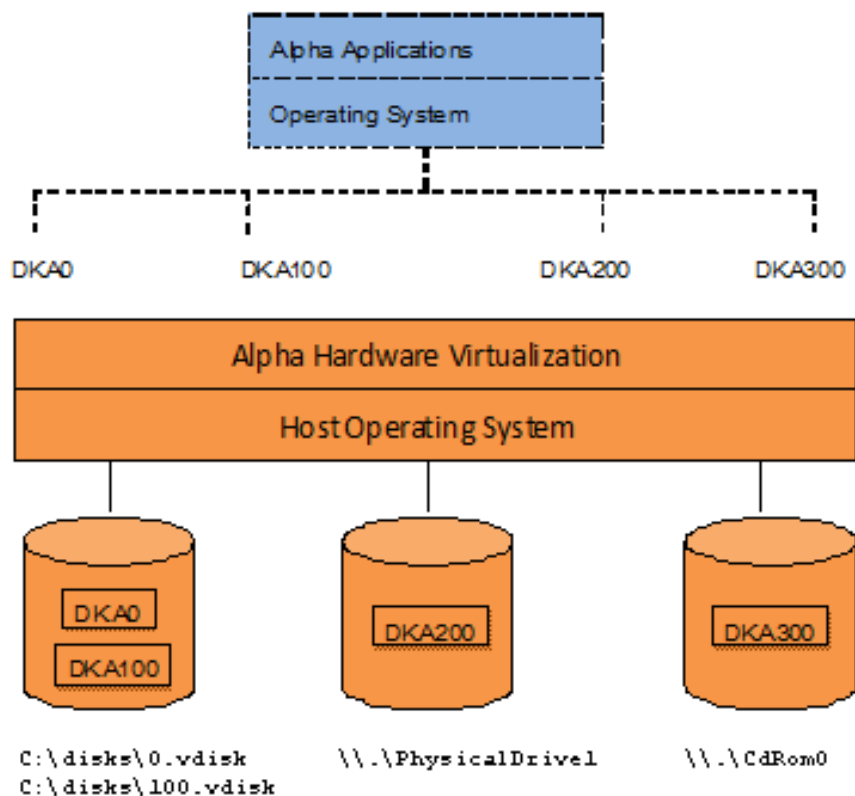 Alpha Applications
Operating System
DKA0 DKA100 DKA200 DKA300
Alpha Hardware Virtualization
Host Operating System
DKA0 DKA200 DKA300
DKA100
C:\disks\0.vdisk \\.\PhysicalDrive1 \\.\CdRom0
C:\disks\100.vdisk